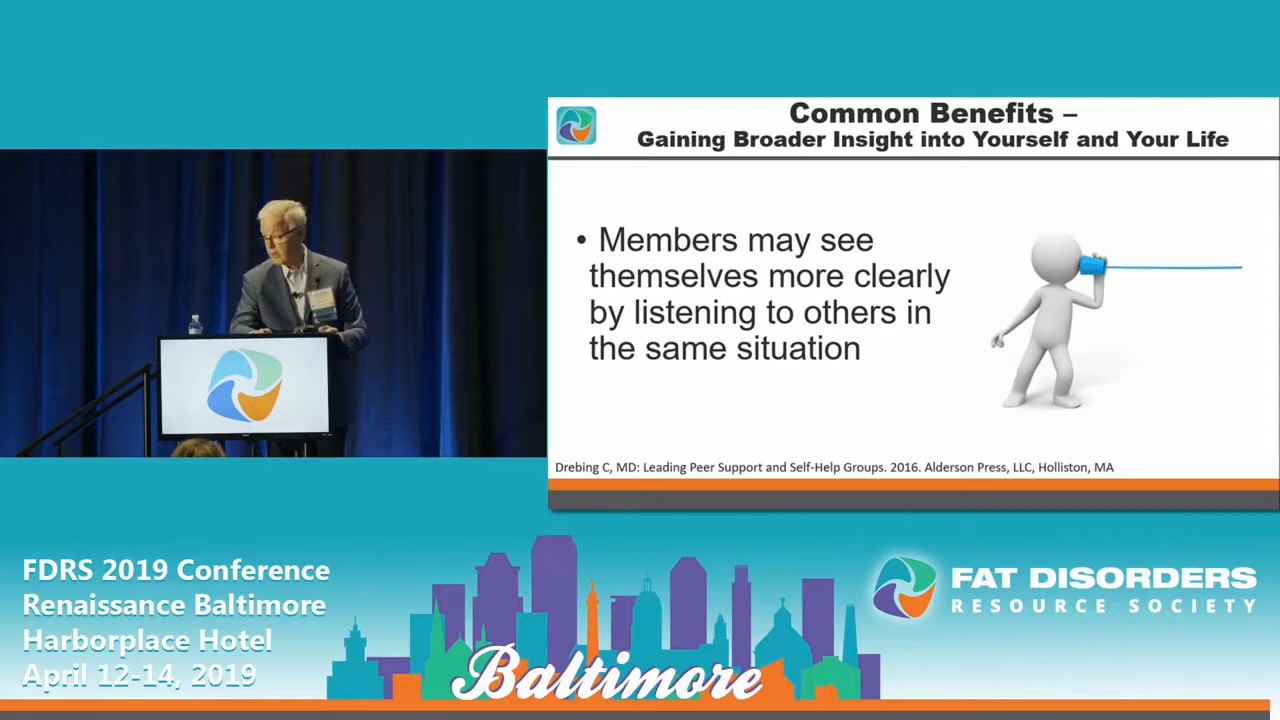 Common Benefits –
Gaining Broader Insight into Yourself and Your Life
• Members may see
themselves more clearly
by listening to others in
the same situation
Drebing C, MD: Leading Peer Support and Self-Help Groups. 2016. Alderson Press, LLC, Holliston, MA
FDRS 2019 Conference
Renaissance Baltimore
Harborplace Hotel
April 12-14, 2019
Baltimore
FAT DISORDERS
RESOURCE SOCIETY